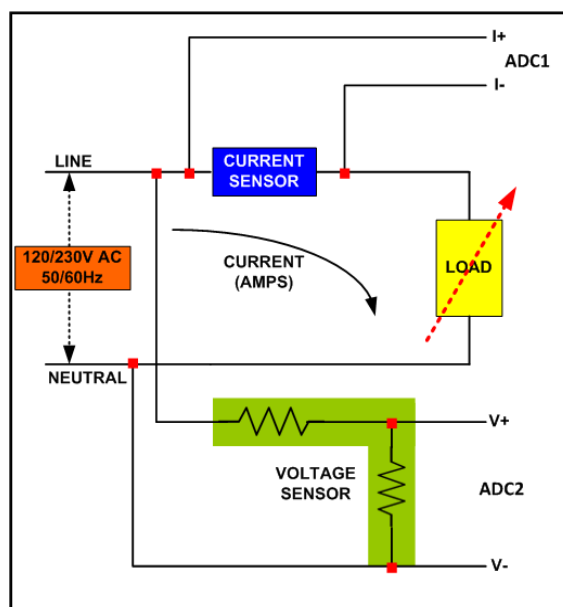 I+
ADC1
I-
LINE
CURRENT
SENSOR
120/230V AC
50/60Hz
CURRENT
(AMPS)
LOAD
NEUTRAL
V+
VOLTAGE
SENSOR
ADC2
V-